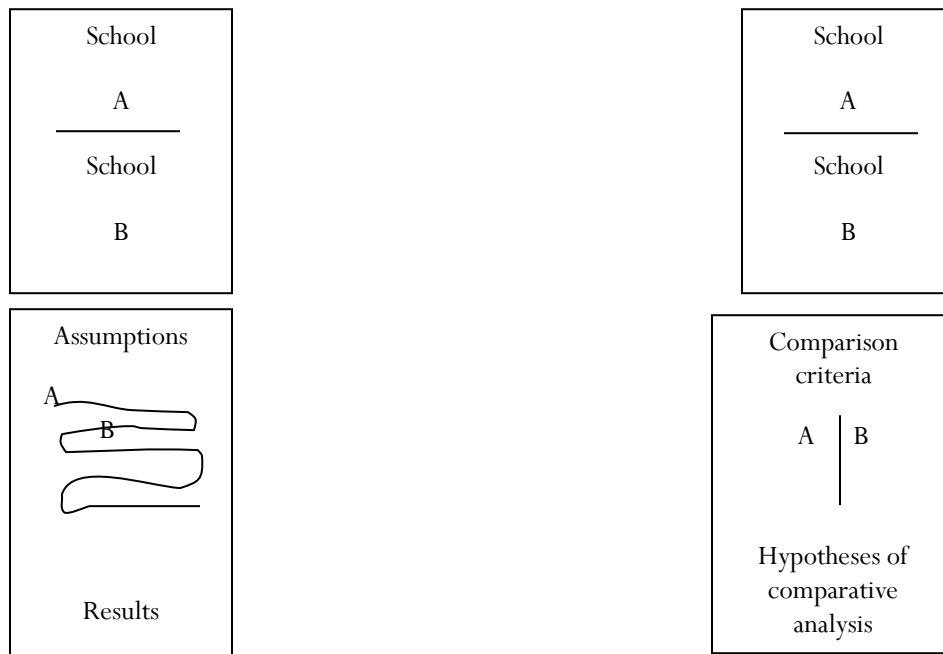 School
A
School
B
School
A
School
B
Assumptions
A
B
Results
Comparison
criteria
A B
Hypotheses of
comparative
analysis